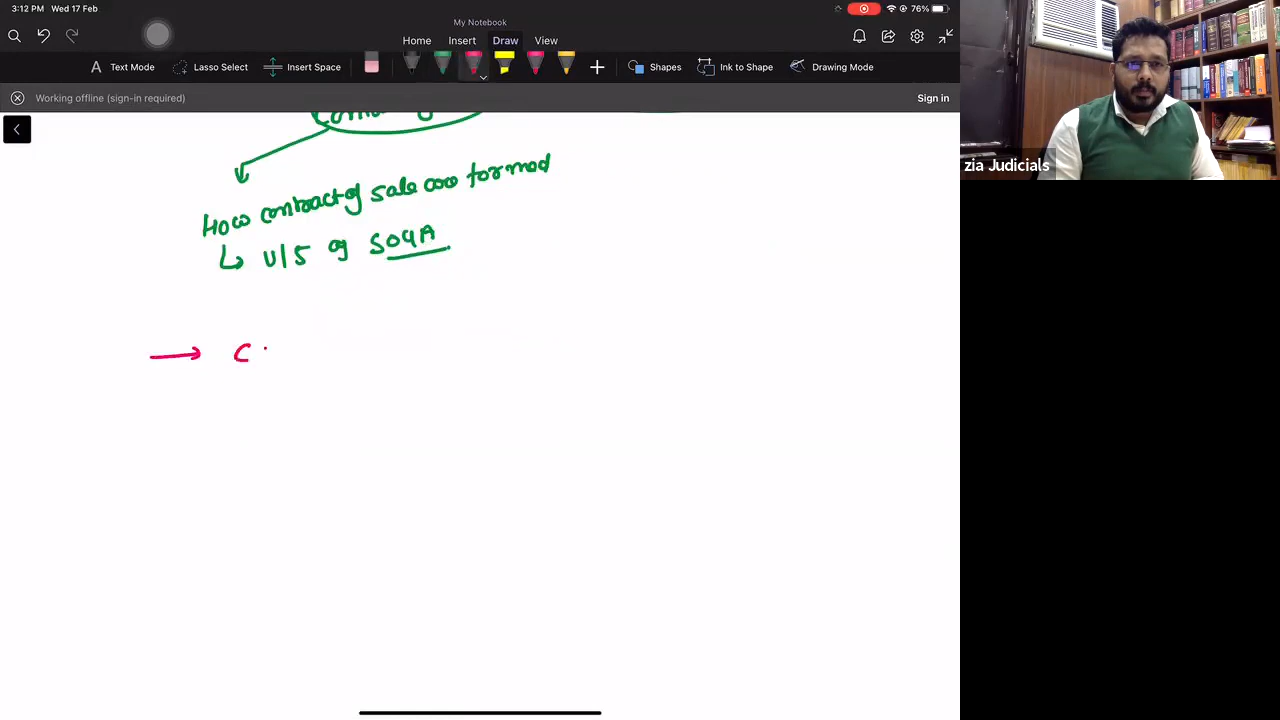 3:12 PM Wed 17 Feb
76%
My Notebook
Home Insert Draw View
Text Mode Lasso Select Insert Space Shapes Ink to Shape Drawing Mode
Working offline (sign-in required) Sign in
How contract of sale are formed
U/S of SOGA
C
zia Judicials